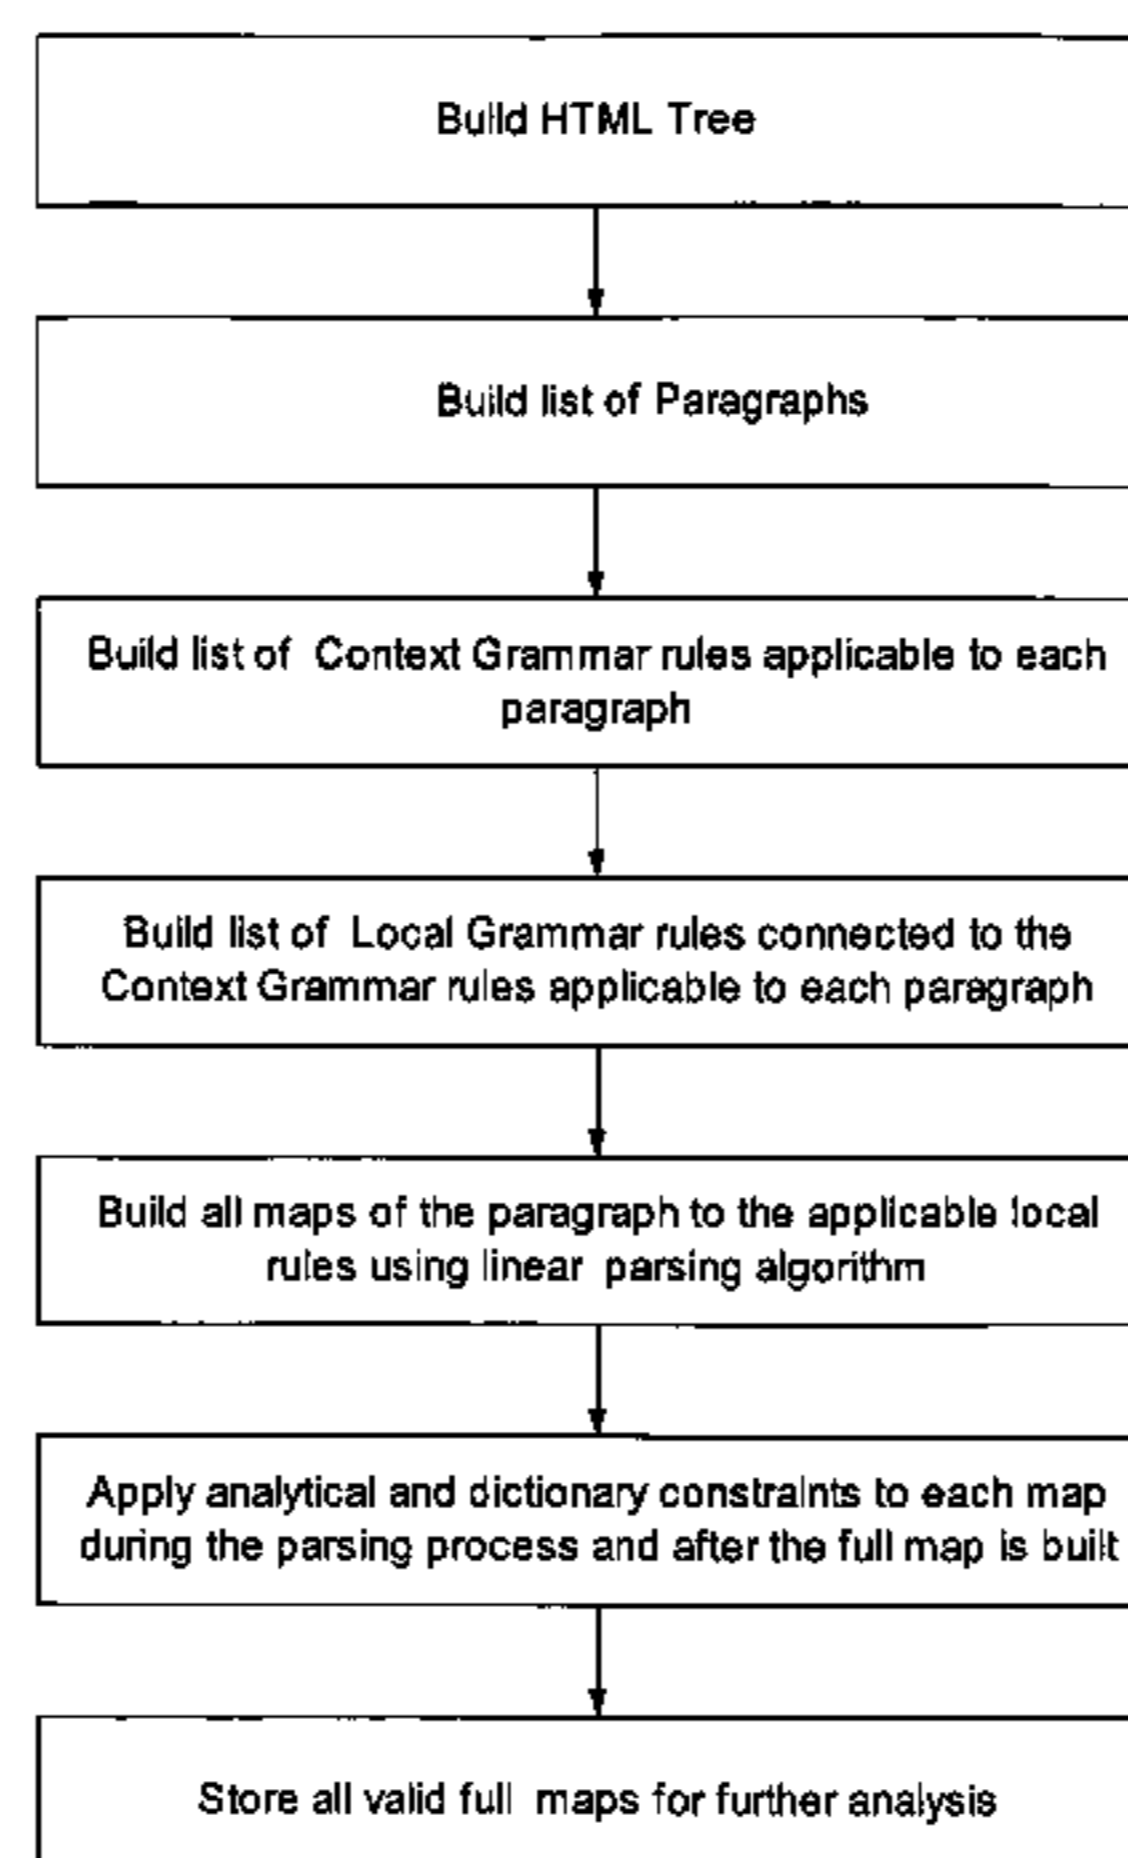 Build HTML Tree
Build list of Paragraphs
Build list of Context Grammar rules applicable to each
paragraph
Build list of Local Grammar rules connected to the
Context Grammar rules applicable to each paragraph
Build all maps of the paragraph to the applicable local
rules using linear parsing algorithm
Apply analytical and dictionary constraints to each map
during the parsing process and after the full map is built
Store all valid full maps for further analysis